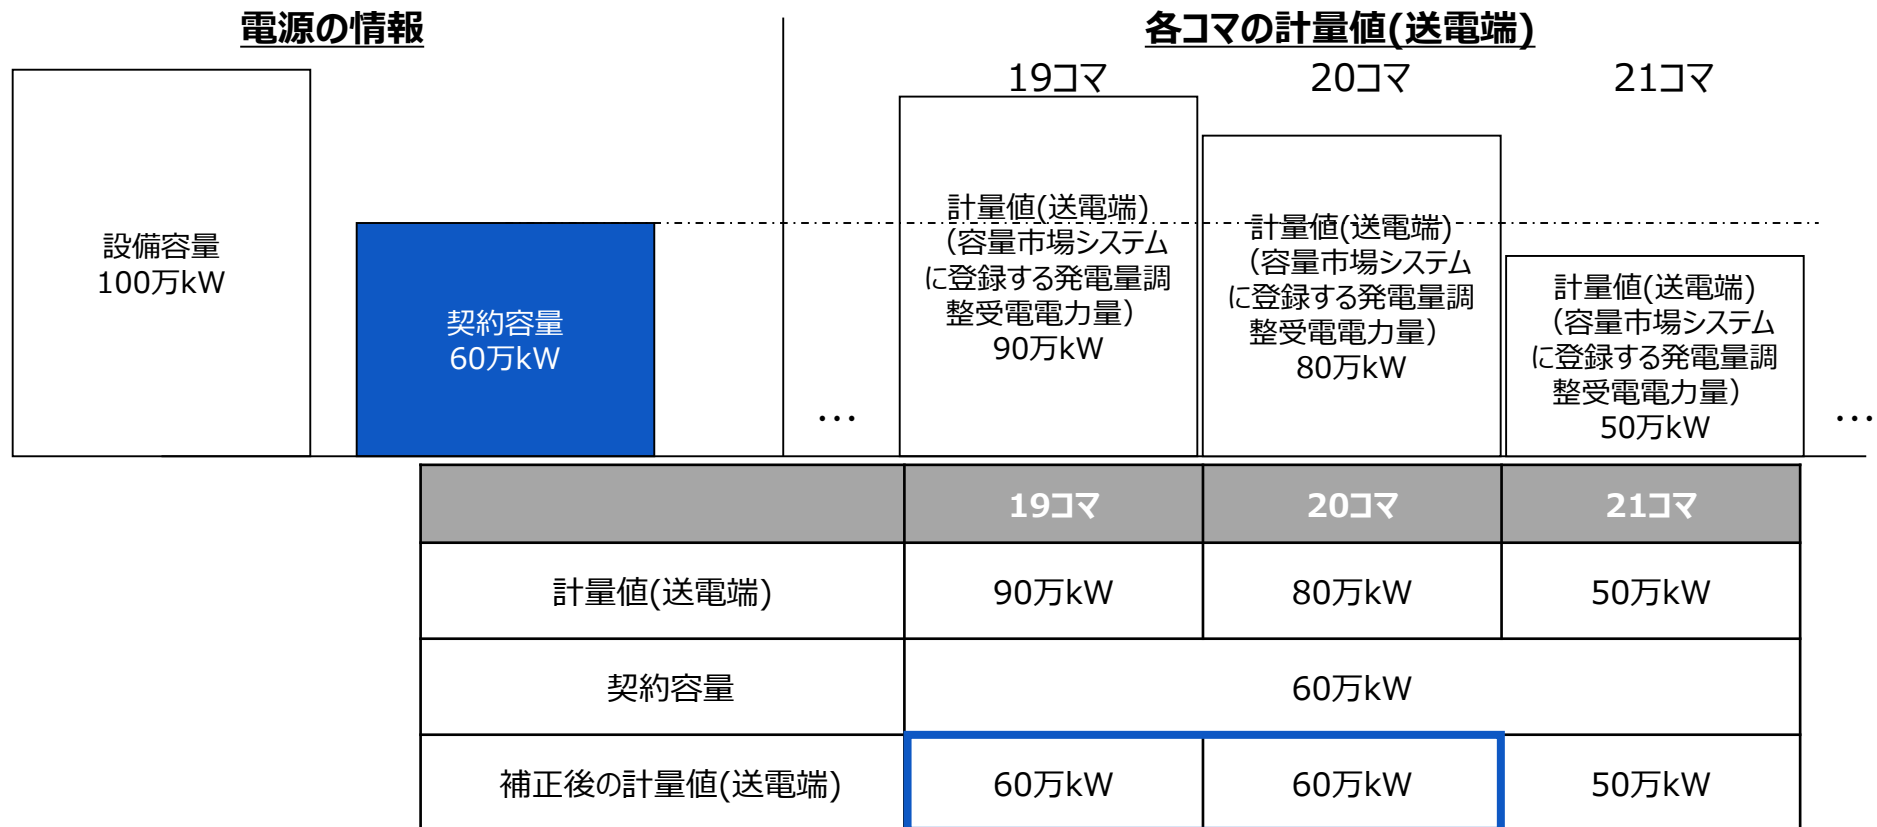 電源の情報
各コマの計量値(送電端)
19コマ
20コマ
21コマ
設備容量
100万kW
契約容量
60万kW
…
計量値(送電端)
（容量市場システム
に登録する発電量調
整受電電力量）
90万kW
計量値(送電端)
（容量市場システム
に登録する発電量調
整受電電力量）
80万kW
計量値(送電端)
（容量市場システム
に登録する発電量調
整受電電力量）
50万kW
…
19コマ 20コマ 21コマ
計量値(送電端) 90万kW 80万kW 50万kW
契約容量 60万kW
補正後の計量値(送電端) 60万kW 60万kW 50万kW